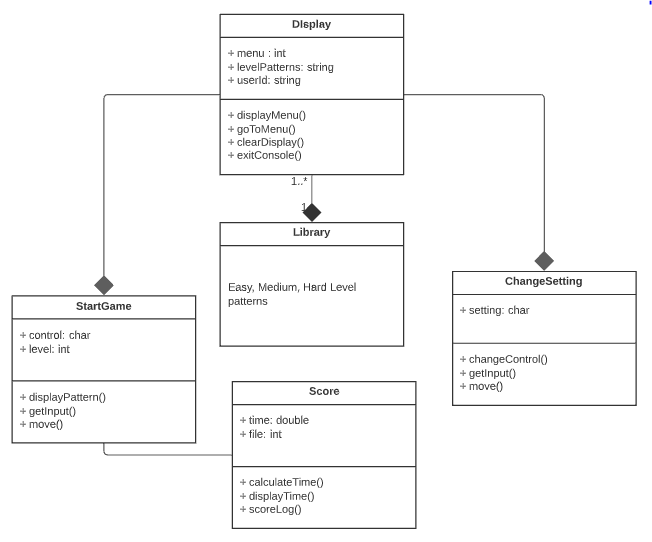 DIsplay
+ menu : int
+ levelPatterns: string
+ userId: string
+ displayMenu()
+ goToMenu()
+ clearDisplay()
+ exitConsole()
1..*
1
Library
Easy, Medium, Hard Level
patterns
StartGame
+ control: char
+ level: int
+ displayPattern()
+ getInput()
+ move()
ChangeSetting
+ setting: char
+ changeControl()
+ getInput()
+ move()
Score
+ time: double
+ file: int
+ calculateTime()
+ displayTime()
+ scoreLog()